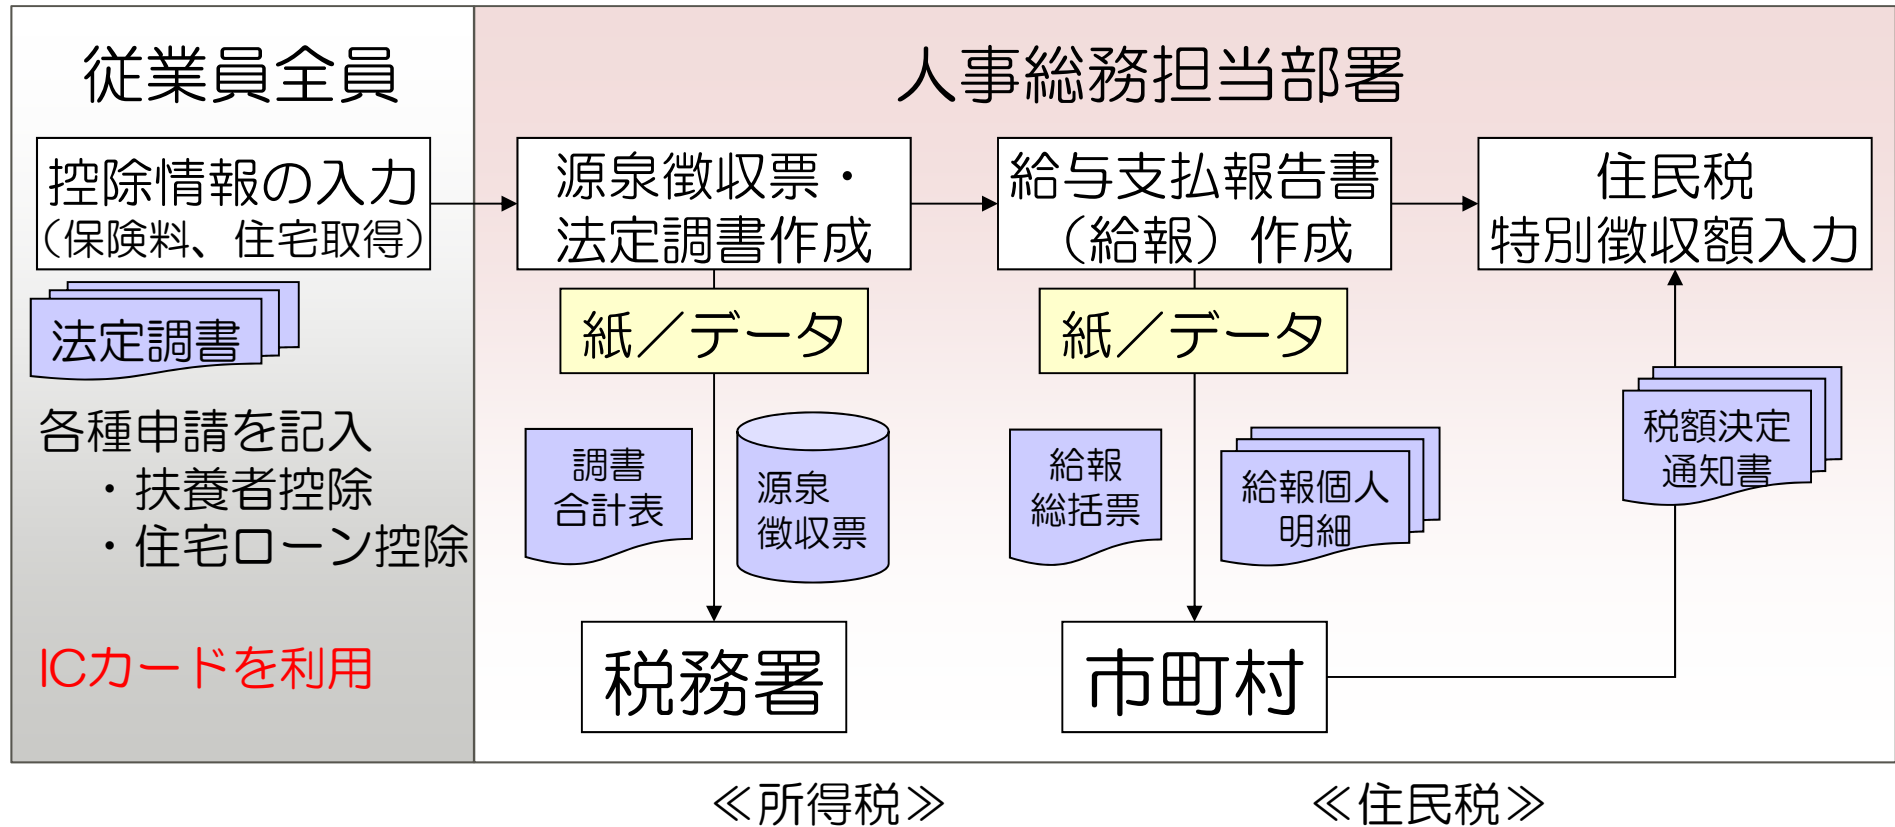 従業員全員
控除情報の入力
（保険料、住宅取得）
法定調書
各種申請を記入
・扶養者控除
・住宅ローン控除
ICカードを利用
人事総務担当部署
源泉徴収票・
法定調書作成
紙／データ
調書
合計表
源泉
徴収票
税務署
給与支払報告書
（給報）作成
紙／データ
給報
総括票
給報個人
明細
市町村
住民税
特別徴収額入力
税額決定
通知書
≪所得税≫
≪住民税≫